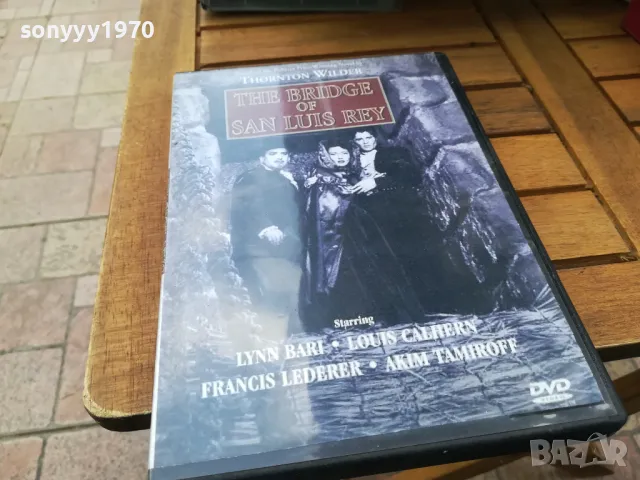 sonyyy1970
THORNTON WILDER
THE BRIDGE
OF
SAN LUIS REY
Starring
LYNN BARI • LOUIS CALHERN
FRANCIS LEDERER • AKIM TAMIROFF
DVD
VIDEO
BAZAR